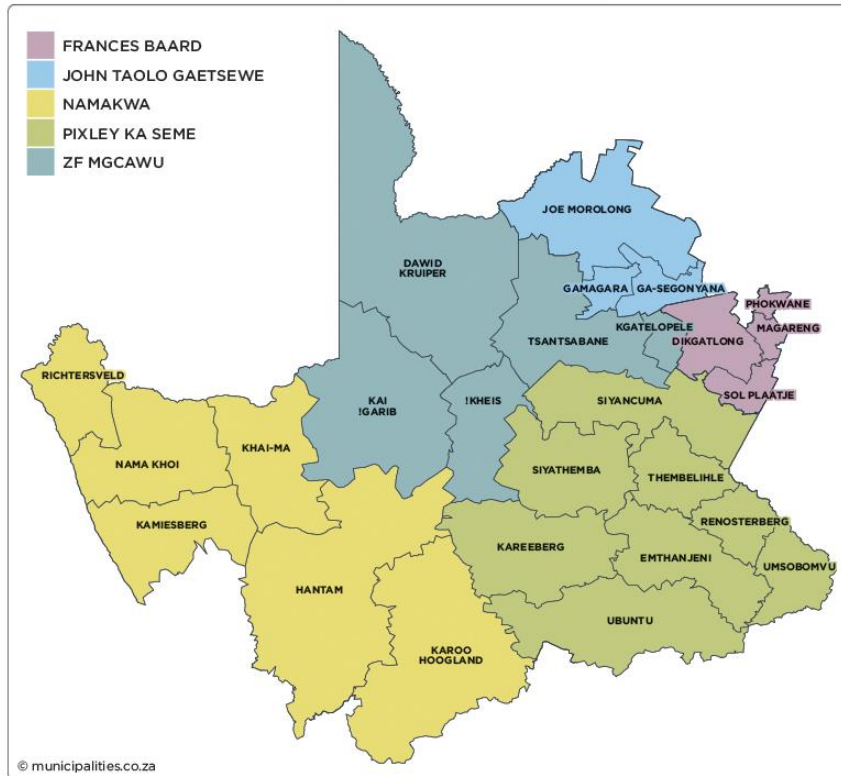 FRANCES BAARD
JOHN TAOLO GAETSEWE
NAMAKWA
PIXLEY KA SEME
ZF MGCAWU
JOE MOROLONG
DAWID
KRUIPER
GAMAGARA
GA-SEGONYANA
PHOKWANE
KGATELOPELE
MAGARENG
TSANTSABANE
DIKGATLONG
RICHTERSVELD
SOL PLAATJE
KAI
!GARIB
!KHEIS
SIYANCUMA
KHAI-MA
NAMA KHOI
SIYATHEMBA
THEMBELIHLE
KAMIESBERG
RENOSTERBERG
KAREEBERG
EMTHANJENI
UMSOBOMVU
HANTAM
UBUNTU
KAROO
HOOGLAND
© municipalities.co.za